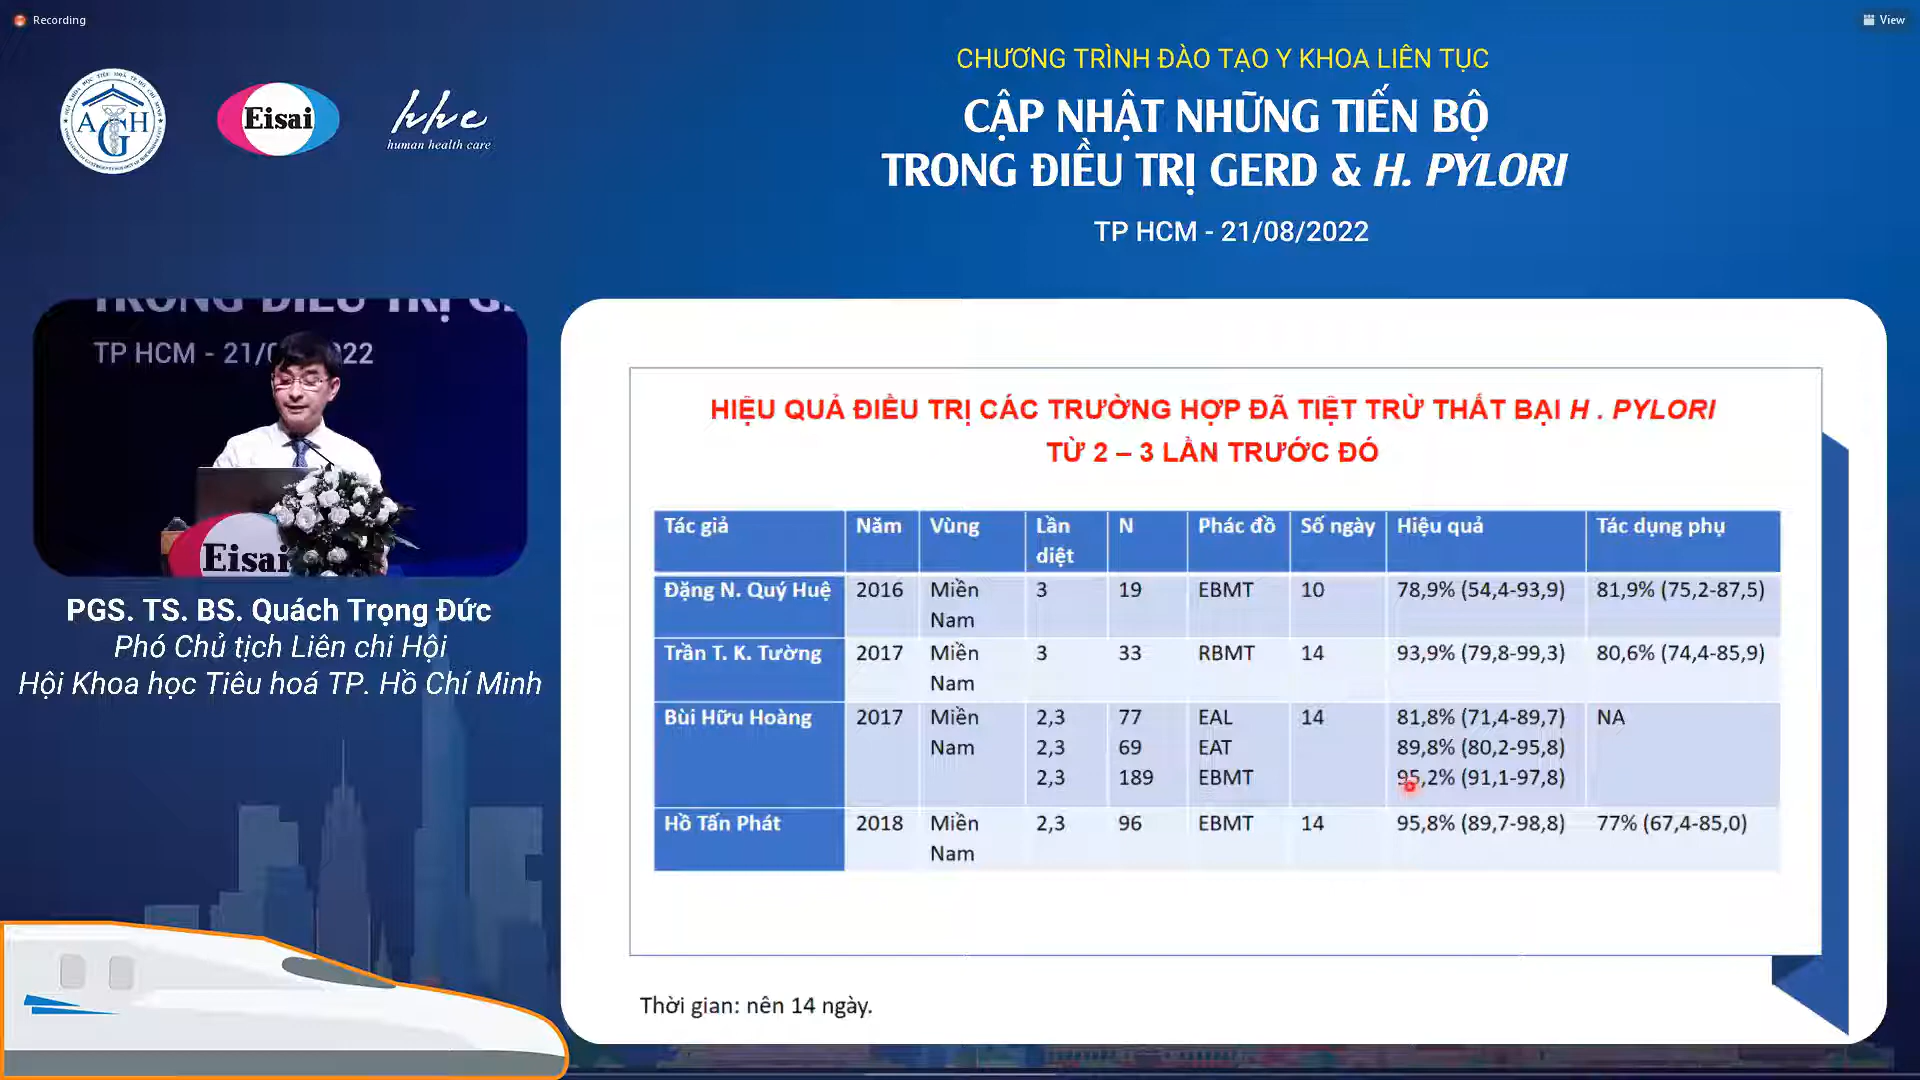 Recording
View
AGH
Eisai
hhc
human health care
CHƯƠNG TRÌNH ĐÀO TẠO Y KHOA LIÊN TỤC
CẬP NHẬT NHỮNG TIẾN BỘ
TRONG ĐIỀU TRỊ GERD & H. PYLORI
TP HCM - 21/08/2022
TRONG ĐIỀU TRỊ G
TP HCM - 21/0 22
Eisai
PGS. TS. BS. Quách Trọng Đức
Phó Chủ tịch Liên chi Hội
Hội Khoa học Tiêu hoá TP. Hồ Chí Minh
HIỆU QUẢ ĐIỀU TRỊ CÁC TRƯỜNG HỢP ĐÃ TIỆT TRỪ THẤT BẠI H . PYLORI
TỪ 2 – 3 LẦN TRƯỚC ĐÓ
Tác giả Năm Vùng Lần diệt N Phác đồ Số ngày Hiệu quả Tác dụng phụ
Đặng N. Quý Huệ 2016 Miền Nam 3 19 EBMT 10 78,9% (54,4-93,9) 81,9% (75,2-87,5)
Trần T. K. Tường 2017 Miền Nam 3 33 RBMT 14 93,9% (79,8-99,3) 80,6% (74,4-85,9)
Bùi Hữu Hoàng 2017 Miền Nam 2,3 77 EAL 14 81,8% (71,4-89,7) NA
2,3 69 EAT 89,8% (80,2-95,8)
2,3 189 EBMT 95,2% (91,1-97,8)
Hồ Tấn Phát 2018 Miền Nam 2,3 96 EBMT 14 95,8% (89,7-98,8) 77% (67,4-85,0)
Thời gian: nên 14 ngày.